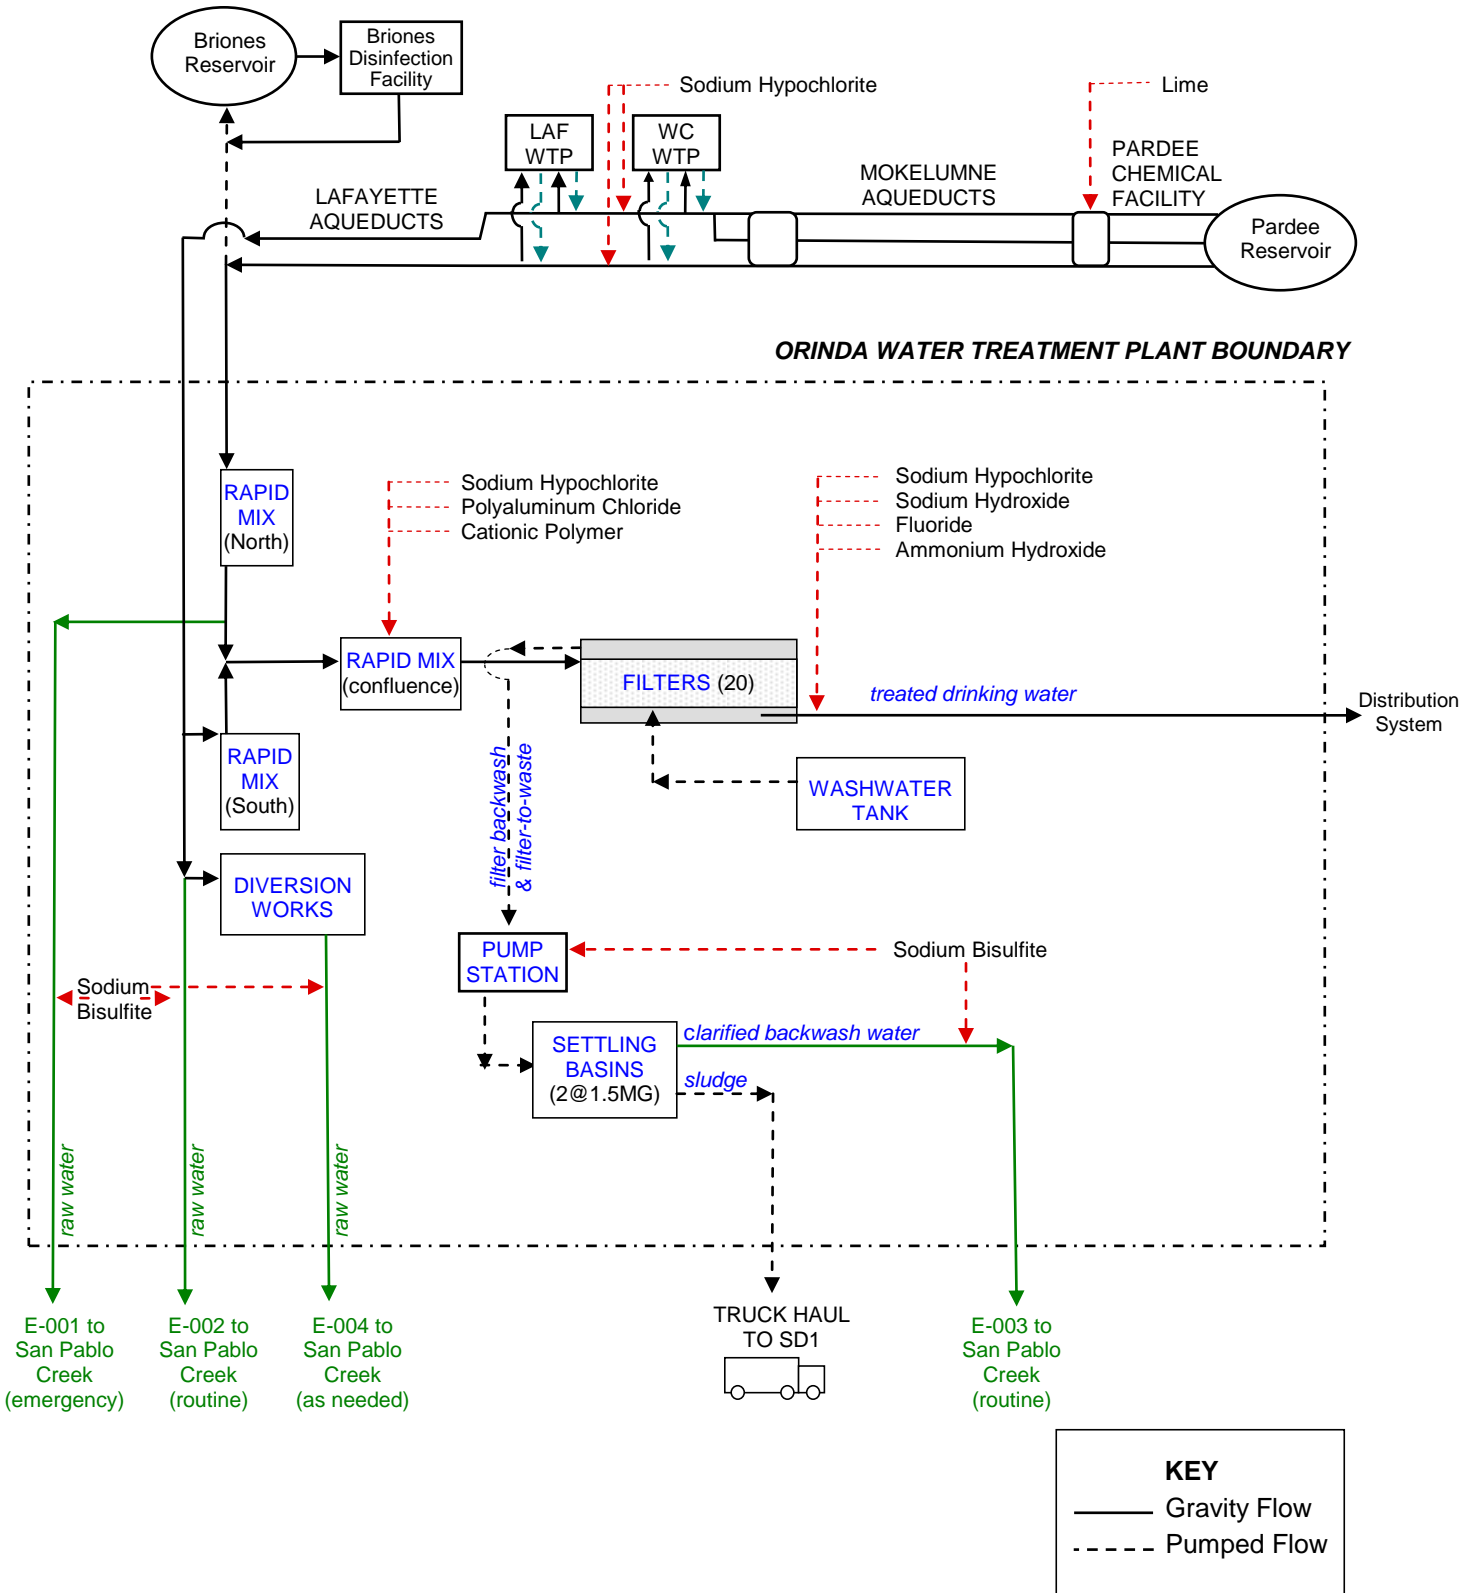 Briones
Reservoir
Briones
Disinfection
Facility
Sodium Hypochlorite
Lime
LAF
WTP
WC
WTP
LAFAYETTE
AQUEDUCTS
MOKELUMNE
AQUEDUCTS
PARDEE
CHEMICAL
FACILITY
Pardee
Reservoir
ORINDA WATER TREATMENT PLANT BOUNDARY
RAPID
MIX
(North)
Sodium Hypochlorite
Polyaluminum Chloride
Cationic Polymer
Sodium Hypochlorite
Sodium Hydroxide
Fluoride
Ammonium Hydroxide
RAPID MIX
(confluence)
FILTERS (20)
treated drinking water
Distribution
System
RAPID
MIX
(South)
filter backwash
& filter-to-waste
WASHWATER
TANK
DIVERSION
WORKS
PUMP
STATION
Sodium Bisulfite
Sodium
Bisulfite
SETTLING
BASINS
(2@1.5MG)
clarified backwash water
sludge
raw water
raw water
raw water
E-001 to
San Pablo
Creek
(emergency)
E-002 to
San Pablo
Creek
(routine)
E-004 to
San Pablo
Creek
(as needed)
TRUCK HAUL
TO SD1
E-003 to
San Pablo
Creek
(routine)
KEY
Gravity Flow
Pumped Flow